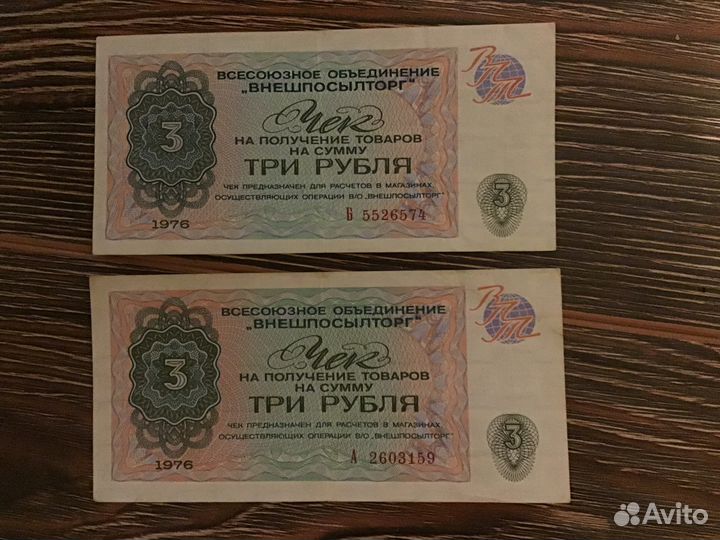 ВСЕСОЮЗНОЕ ОБЪЕДИНЕНИЕ
„ВНЕШПОСЫЛТОРГ"
ВПТ
Чек
3
НА ПОЛУЧЕНИЕ ТОВАРОВ
НА СУММУ
ТРИ РУБЛЯ
ЧЕК ПРЕДНАЗНАЧЕН ДЛЯ РАСЧЕТОВ В МАГАЗИНАХ,
ОСУЩЕСТВЛЯЮЩИХ ОПЕРАЦИИ В/О „ВНЕШПОСЫЛТОРГ"
3
1976
Б 5526574
ВСЕСОЮЗНОЕ ОБЪЕДИНЕНИЕ
„ВНЕШПОСЫЛТОРГ"
ВПТ
Чек
3
НА ПОЛУЧЕНИЕ ТОВАРОВ
НА СУММУ
ТРИ РУБЛЯ
ЧЕК ПРЕДНАЗНАЧЕН ДЛЯ РАСЧЕТОВ В МАГАЗИНАХ,
ОСУЩЕСТВЛЯЮЩИХ ОПЕРАЦИИ В/О „ВНЕШПОСЫЛТОРГ"
3
1976
А 2603159
Avito